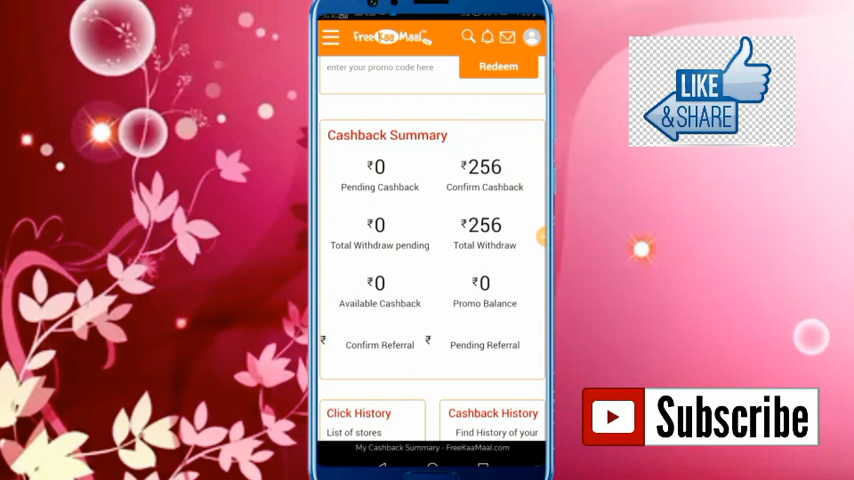 FreeKaaMaal
enter your promo code here
Redeem
Cashback Summary
₹0 ₹256
Pending Cashback Confirm Cashback
₹0 ₹256
Total Withdraw pending Total Withdraw
₹0 ₹0
Available Cashback Promo Balance
₹ Confirm Referral ₹ Pending Referral
Click History Cashback History
List of stores Find History of your
My Cashback Summary - FreeKaaMaal.com
LIKE
& SHARE
Subscribe